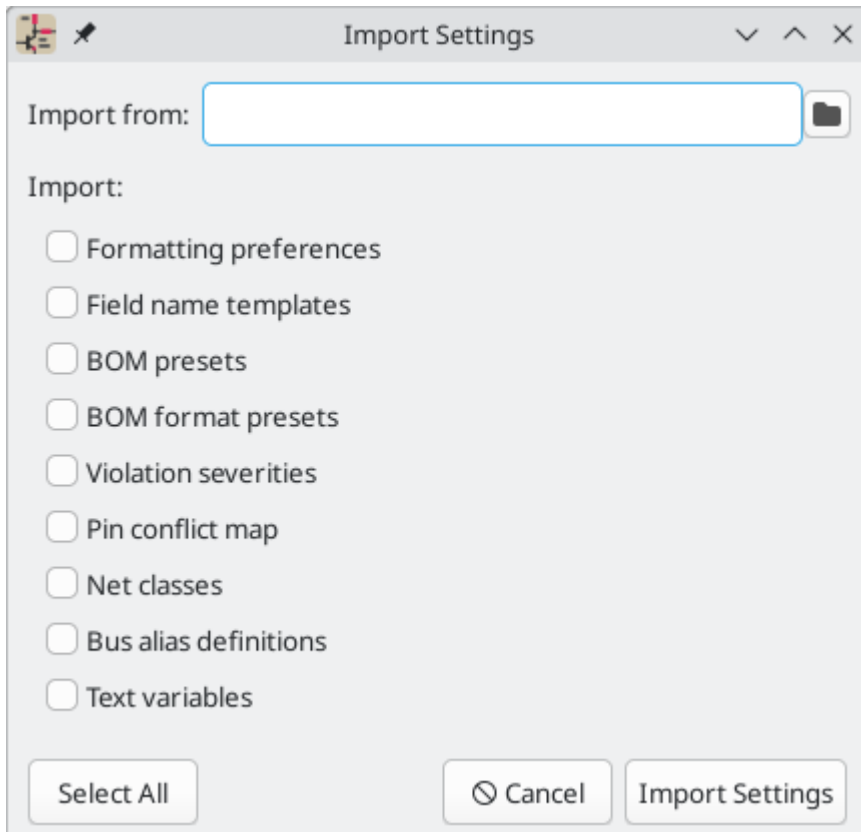 Import Settings
Import from:
Import:
Formatting preferences
Field name templates
BOM presets
BOM format presets
Violation severities
Pin conflict map
Net classes
Bus alias definitions
Text variables
Select All Cancel Import Settings